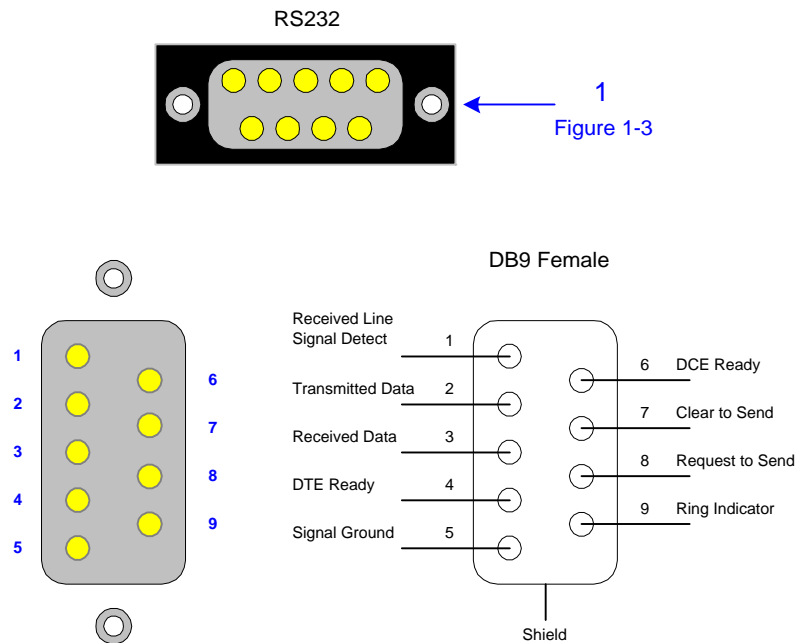 RS232
1
Figure 1-3
DB9 Female
1
2
3
4
5
6
7
8
9
Received Line
Signal Detect
1
Transmitted Data
2
Received Data
3
DTE Ready
4
Signal Ground
5
6
DCE Ready
7
Clear to Send
8
Request to Send
9
Ring Indicator
Shield